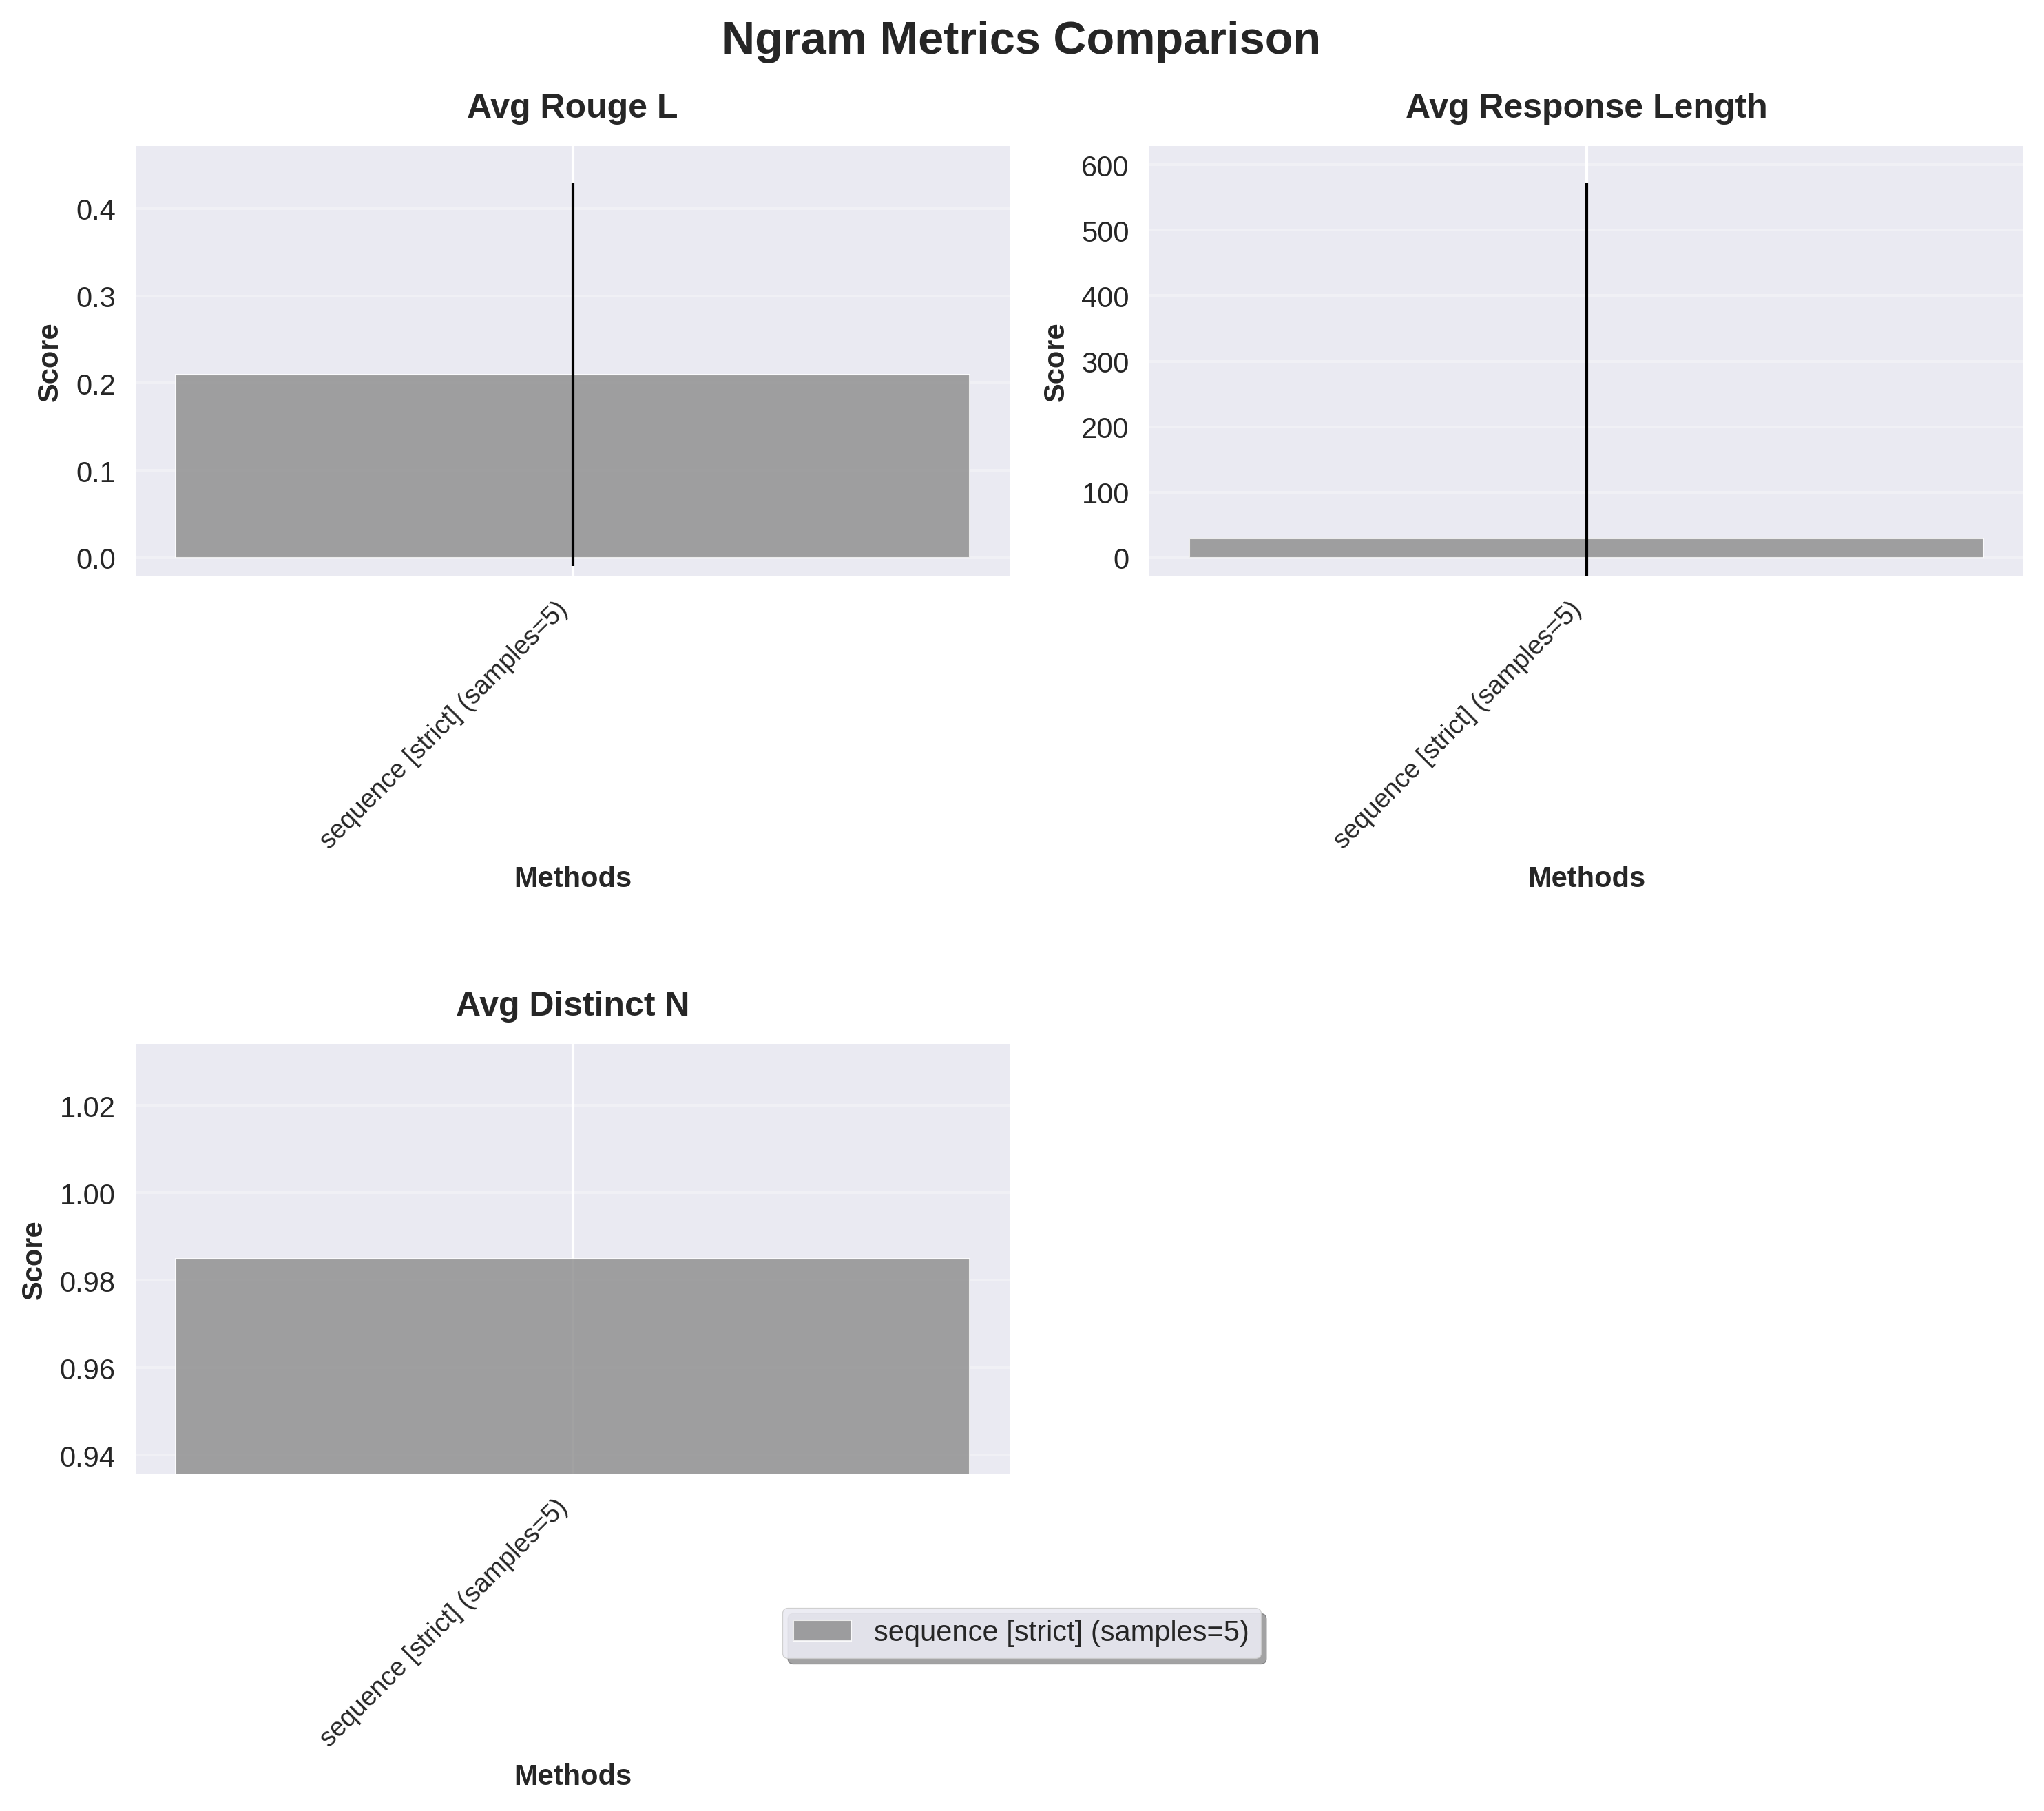 Ngram Metrics Comparison
Avg Rouge L
Score
0.4
0.3
0.2
0.1
0.0
sequence [strict] (samples=5)
Methods
Avg Response Length
Score
600
500
400
300
200
100
0
sequence [strict] (samples=5)
Methods
Avg Distinct N
Score
1.02
1.00
0.98
0.96
0.94
sequence [strict] (samples=5)
Methods
sequence [strict] (samples=5)